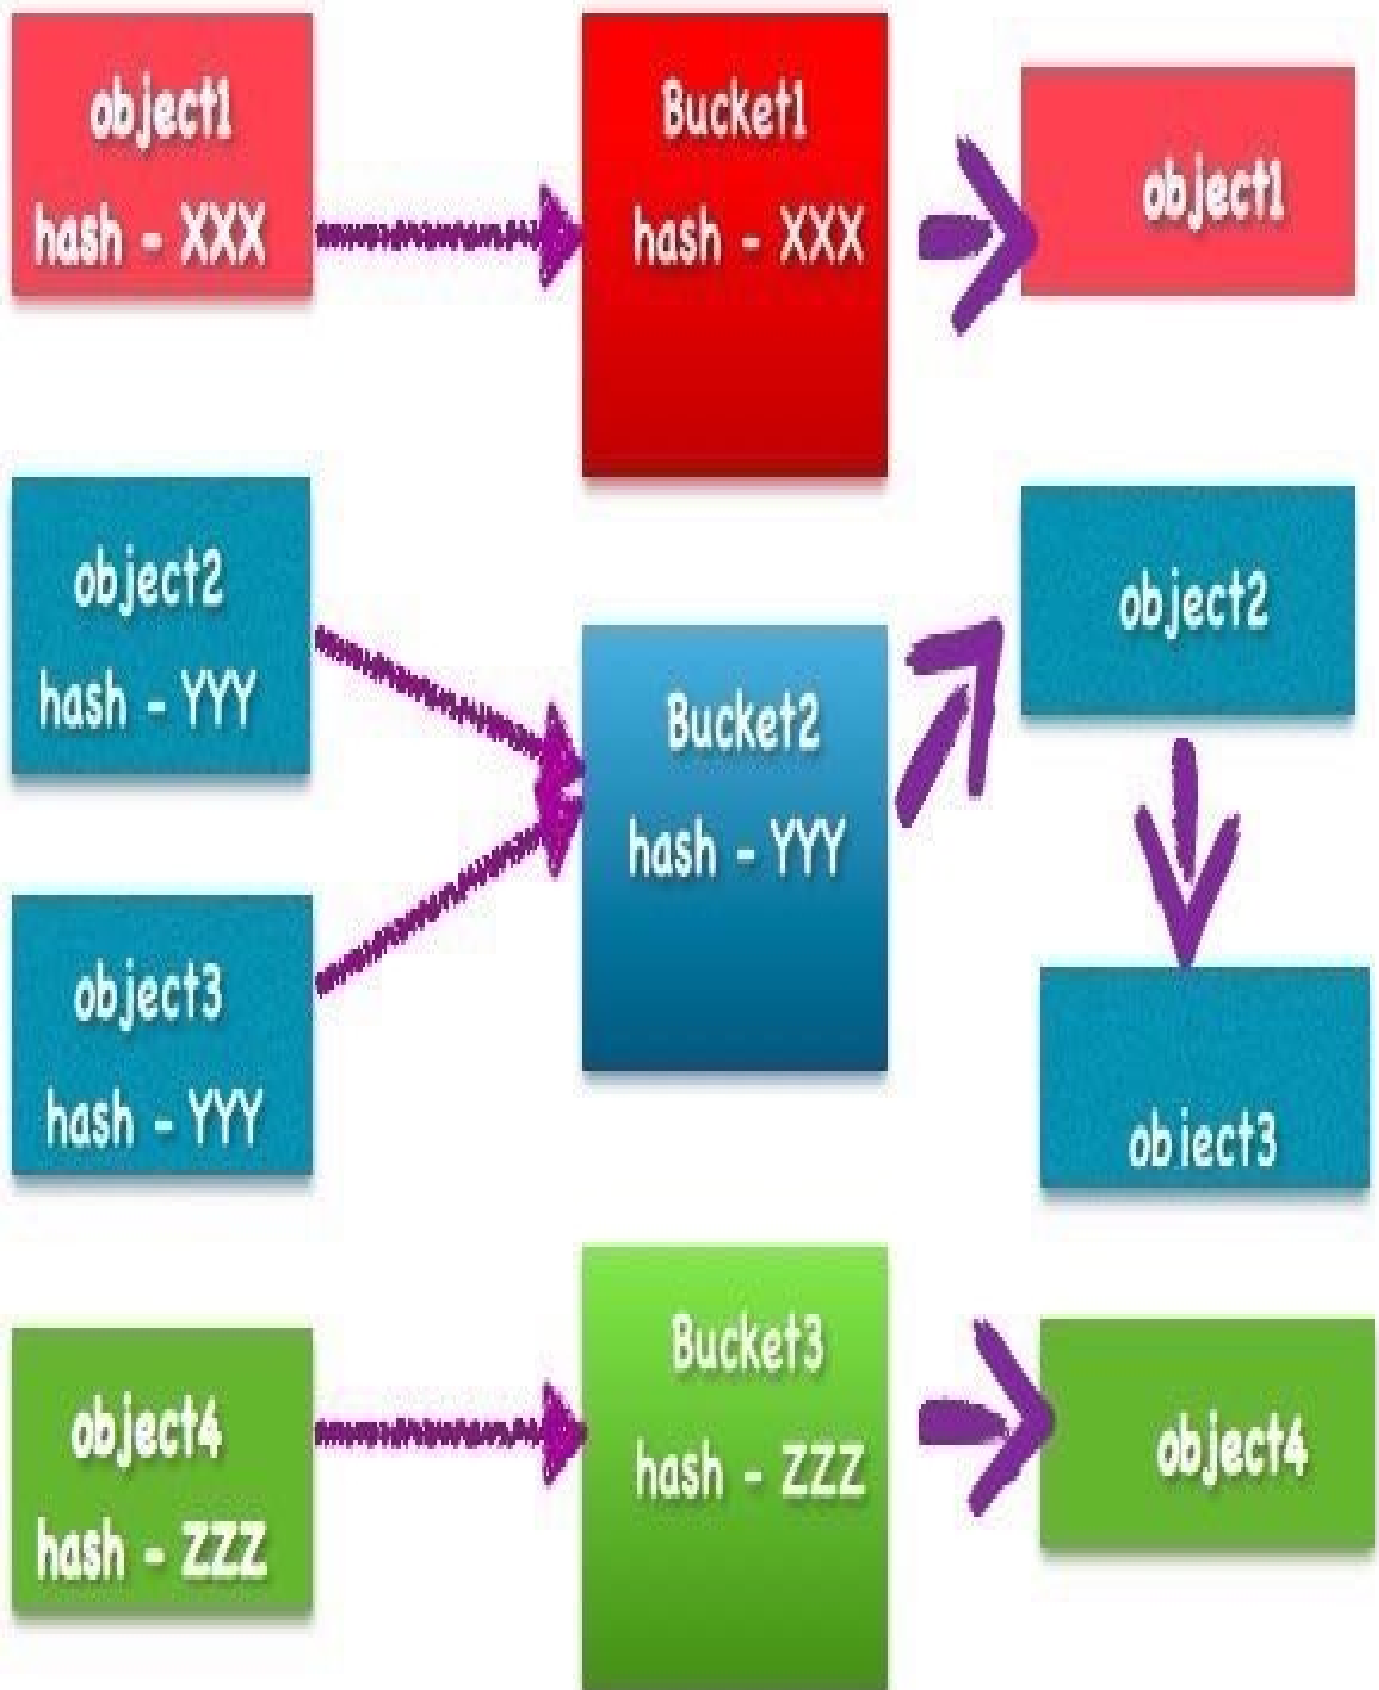 object1
hash - XXX
Bucket1
hash - XXX
object1
object2
hash - YYY
object3
hash - YYY
Bucket2
hash - YYY
object2
object3
object4
hash - ZZZ
Bucket3
hash - ZZZ
object4